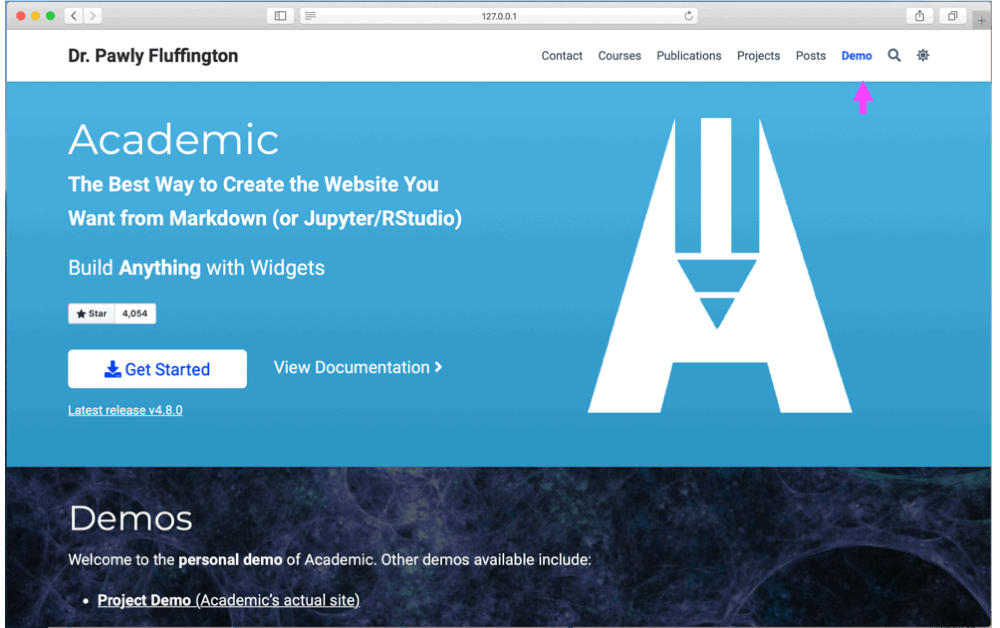 127.0.0.1
Dr. Pawly Fluffington
Contact Courses Publications Projects Posts Demo
Academic
The Best Way to Create the Website You
Want from Markdown (or Jupyter/RStudio)
Build Anything with Widgets
Star 4,054
Get Started View Documentation
Latest release v4.8.0
Demos
Welcome to the personal demo of Academic. Other demos available include:
• Project Demo (Academic's actual site)